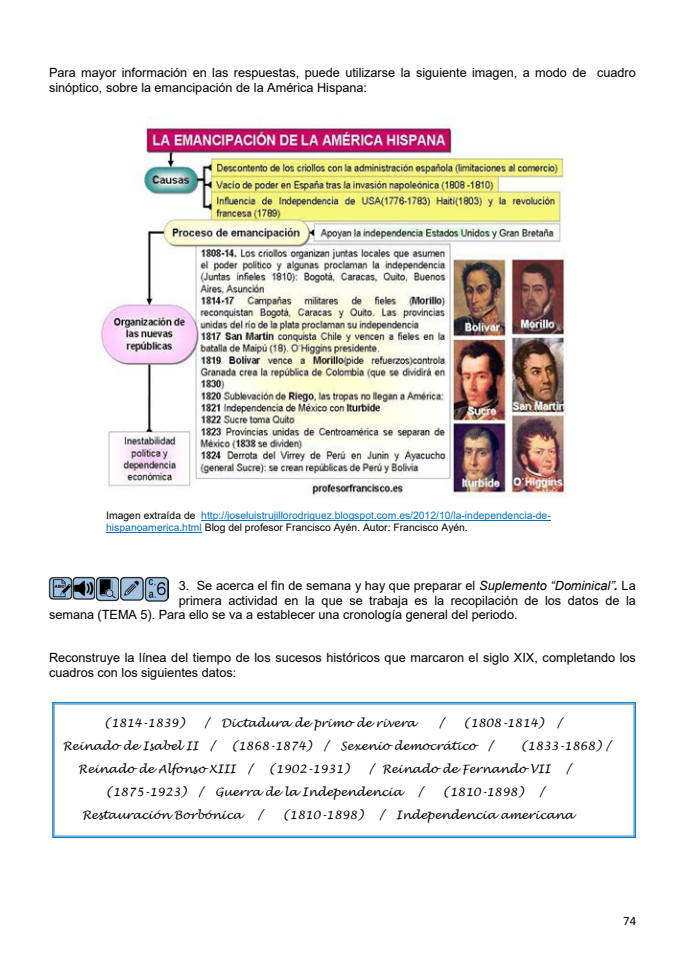 Para mayor información en las respuestas, puede utilizarse la siguiente imagen, a modo de cuadro
sinóptico, sobre la emancipación de la América Hispana:
LA EMANCIPACIÓN DE LA AMÉRICA HISPANA
Causas
Descontento de los criollos con la administración española (limitaciones al comercio)
Vacío de poder en España tras la invasión napoleónica (1808 -1810)
Influencia de Independencia de USA(1776-1783) Haiti(1803) y la revolución
francesa (1789)
Proceso de emancipación
Apoyan la independencia Estados Unidos y Gran Bretaña
1808-14. Los criollos organizan juntas locales que asumen
el poder político y algunas proclaman la independencia
(Juntas infieles 1810): Bogotá, Caracas, Quito, Buenos
Aires, Asunción
1814-17 Campañas militares de fieles (Morillo)
reconquistan Bogotá, Caracas y Quito. Las provincias
unidas del río de la plata proclaman su independencia
1817 San Martín conquista Chile y vencen a fieles en la
batalla de Maipú (18). O´Higgins presidente.
1819 Bolívar vence a Morillo(pide refuerzos)controla
Granada crea la república de Colombia (que se dividirá en
1830)
1820 Sublevación de Riego, las tropas no llegan a América:
1821 Independencia de México con Iturbide
1822 Sucre toma Quito
1823 Provincias unidas de Centroamérica se separan de
México (1838 se dividen)
1824 Derrota del Virrey de Perú en Junin y Ayacucho
(general Sucre): se crean repúblicas de Perú y Bolivia
Organización de
las nuevas
repúblicas
Inestabilidad
política y
dependencia
económica
Bolívar
Morillo
Sucre
San Martín
Iturbide
O´Higgins
profesorfrancisco.es
Imagen extraída de http://joseluistrujillorodriguez.blogspot.com.es/2012/10/la-independencia-de-
hispanoamerica.html Blog del profesor Francisco Ayén. Autor: Francisco Ayén.
C.
a. 6
3. Se acerca el fin de semana y hay que preparar el Suplemento “Dominical”. La
primera actividad en la que se trabaja es la recopilación de los datos de la
semana (TEMA 5). Para ello se va a establecer una cronología general del periodo.
Reconstruye la línea del tiempo de los sucesos históricos que marcaron el siglo XIX, completando los
cuadros con los siguientes datos:
(1814-1839) / Dictadura de primo de rivera / (1808-1814) /
Reinado de Isabel II / (1868-1874) / Sexenio democrático / (1833-1868) /
Reinado de Alfonso XIII / (1902-1931) / Reinado de Fernando VII /
(1875-1923) / Guerra de la Independencia / (1810-1898) /
Restauración Borbónica / (1810-1898) / Independencia americana
74